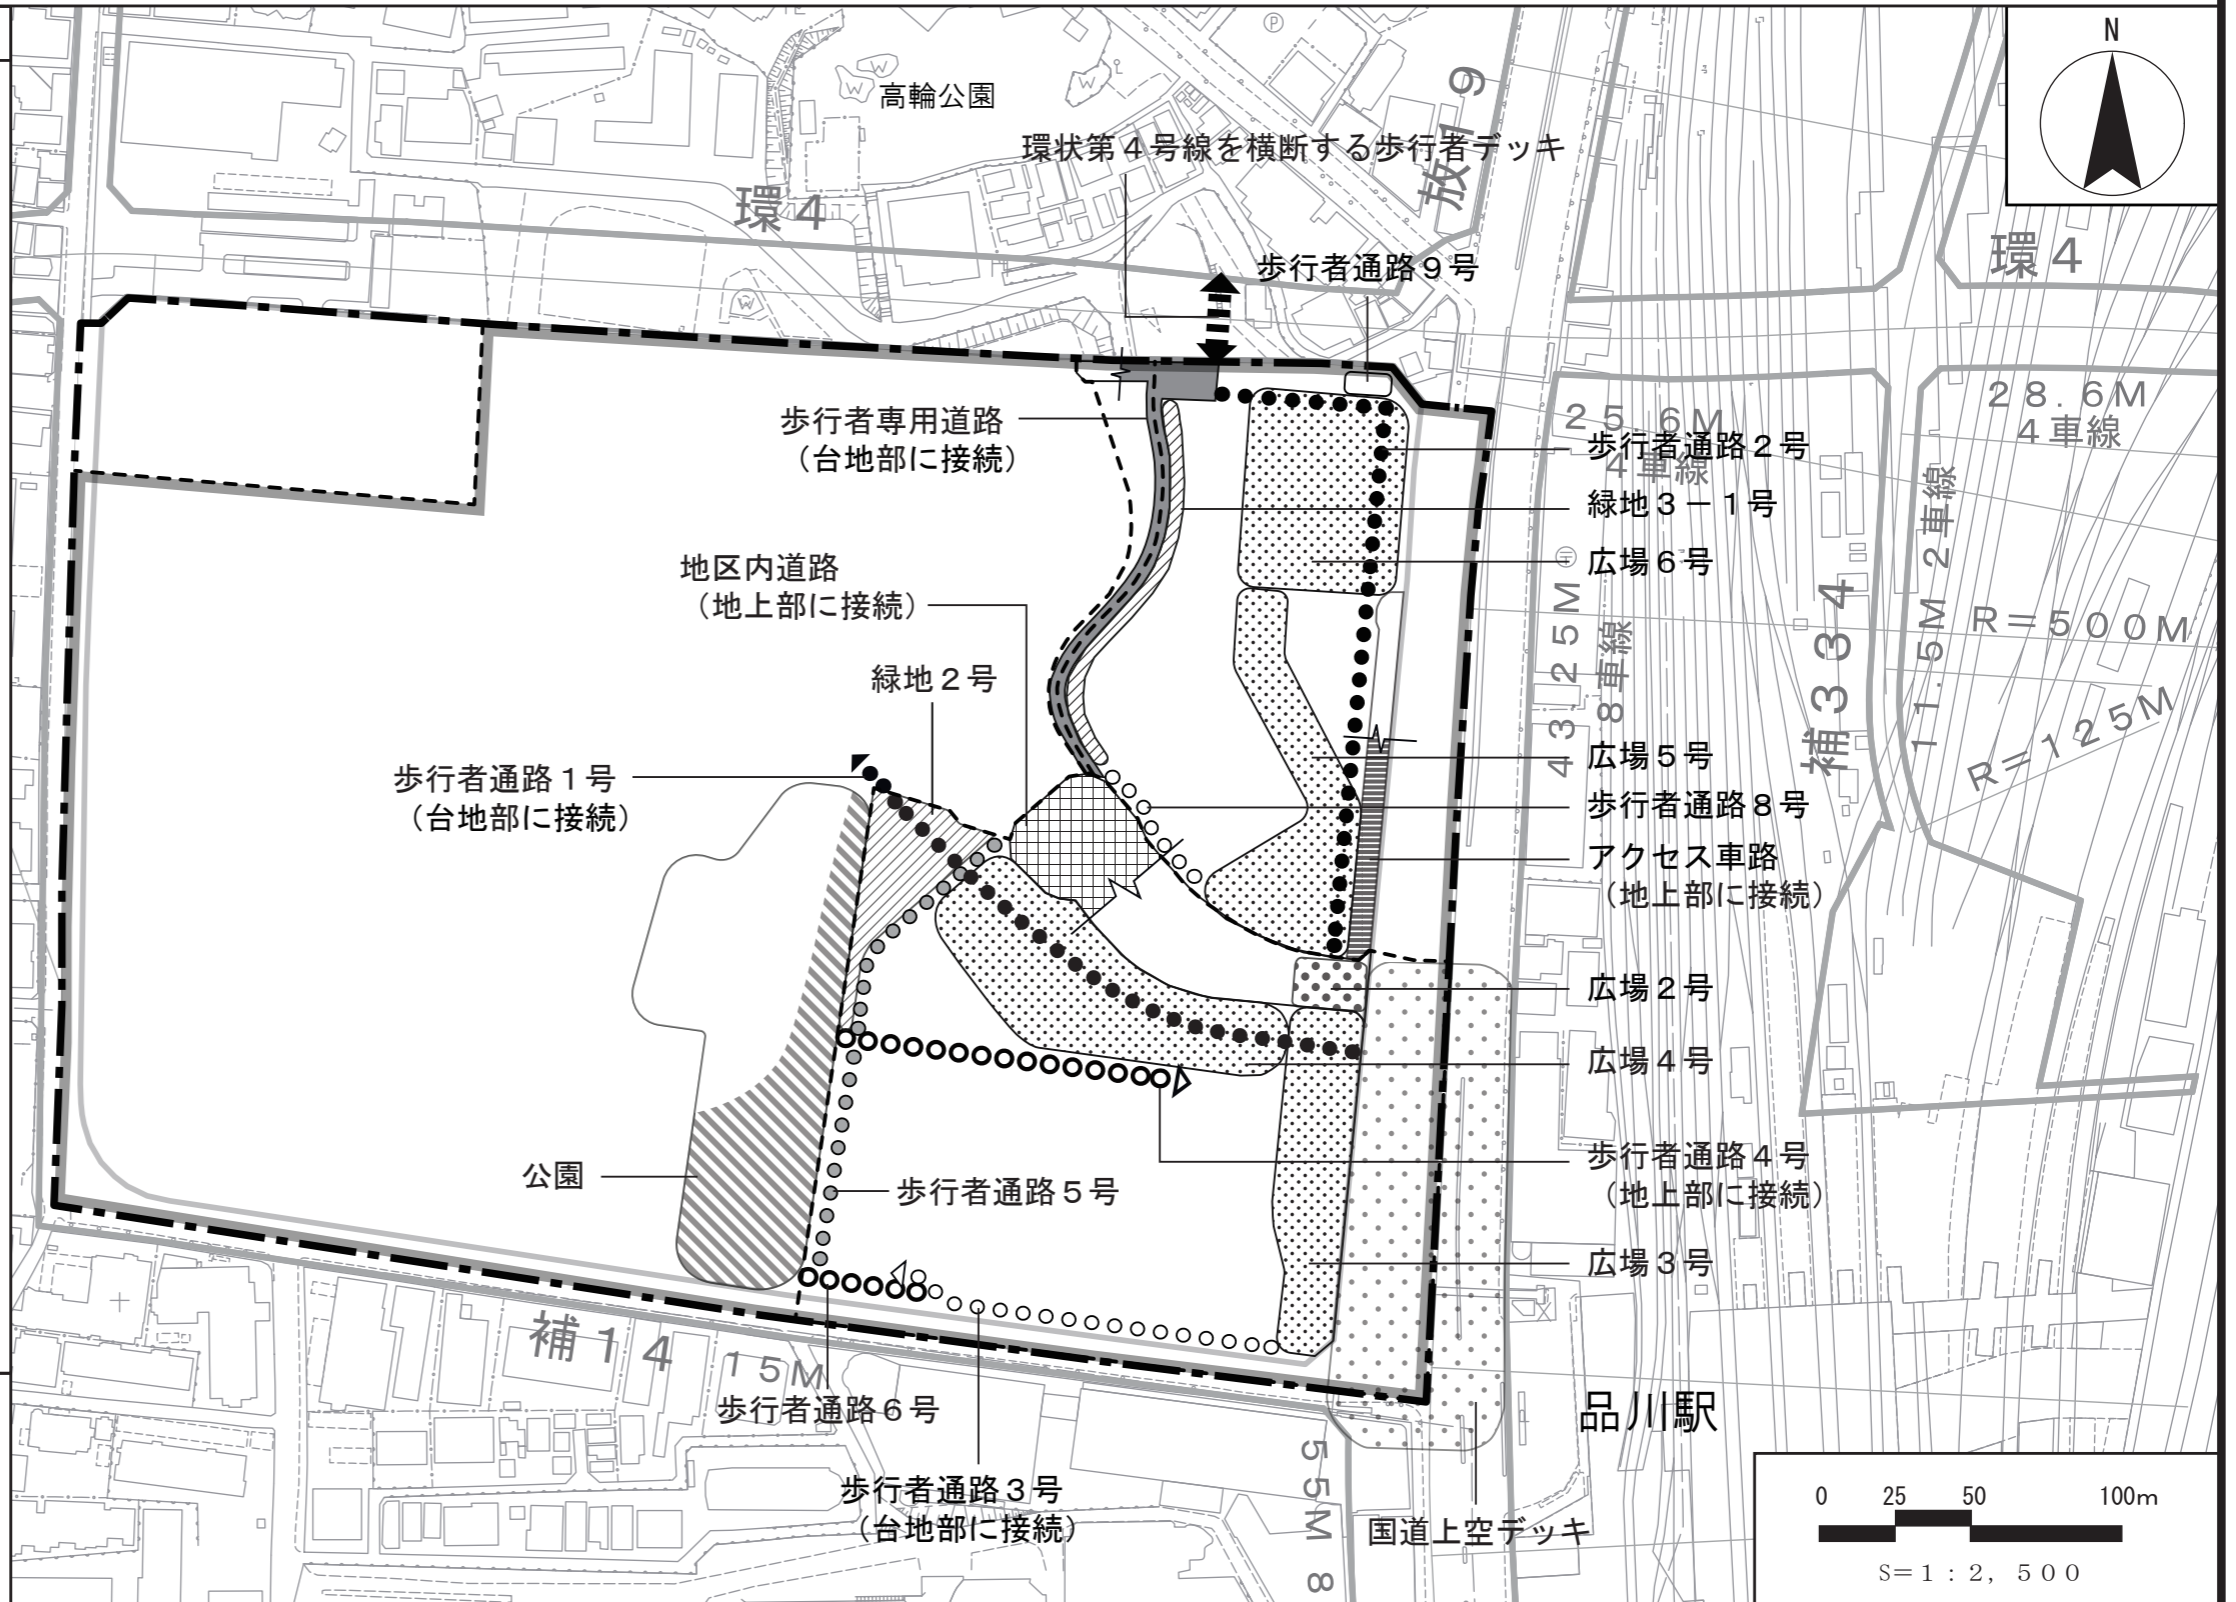 N
高輪公園
環状第４号線を横断する歩行者デッキ
放１９
環４
歩行者通路９号
環４
歩行者専用道路
（台地部に接続）
２５．６Ｍ
４車線
２８．６Ｍ
４車線
歩行者通路２号
緑地３－１号
広場６号
地区内道路
（地上部に接続）
４３．２５Ｍ
８車線
補３３４
１１．５Ｍ ２車線
Ｒ＝５００Ｍ
Ｒ＝１２５Ｍ
緑地２号
歩行者通路１号
（台地部に接続）
広場５号
歩行者通路８号
アクセス車路
（地上部に接続）
広場２号
広場４号
歩行者通路４号
（地上部に接続）
公園
歩行者通路５号
広場３号
補１４
１５Ｍ
歩行者通路６号
品川駅
歩行者通路３号
（台地部に接続）
５５Ｍ ８
国道上空デッキ
0 25 50 100m
S＝１：２，５００